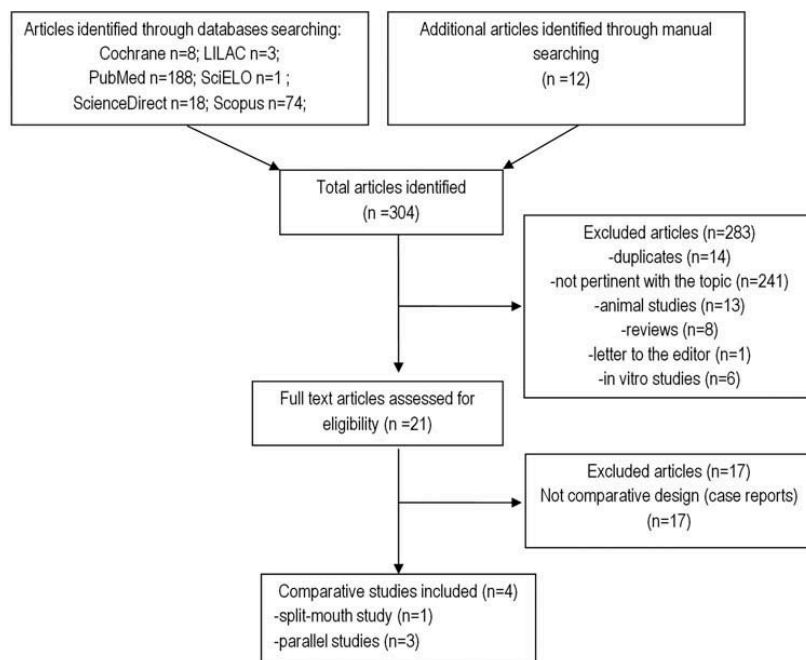 Articles identified through databases searching:
Cochrane n=8; LILAC n=3;
PubMed n=188; SciELO n=1 ;
ScienceDirect n=18; Scopus n=74;
Additional articles identified through manual
searching
(n =12)
Total articles identified
(n =304)
Excluded articles (n=283)
-duplicates (n=14)
-not pertinent with the topic (n=241)
-animal studies (n=13)
-reviews (n=8)
-letter to the editor (n=1)
-in vitro studies (n=6)
Full text articles assessed for
eligibility (n =21)
Excluded articles (n=17)
Not comparative design (case reports)
(n=17)
Comparative studies included (n=4)
-split-mouth study (n=1)
-parallel studies (n=3)